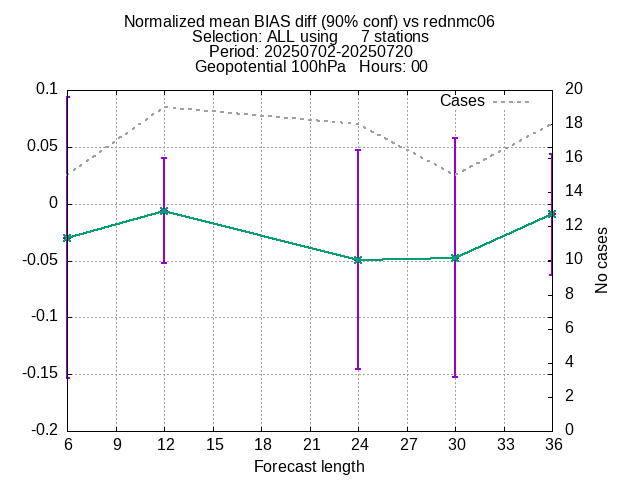 Normalized mean BIAS diff (90% conf) vs rednmc06
Selection: ALL using 7 stations
Period: 20250702-20250720
Geopotential 100hPa Hours: 00
Cases
0.1
0.05
0
-0.05
-0.1
-0.15
-0.2
20
18
16
14
12
10
8
6
4
2
0
No cases
6 9 12 15 18 21 24 27 30 33 36
Forecast length